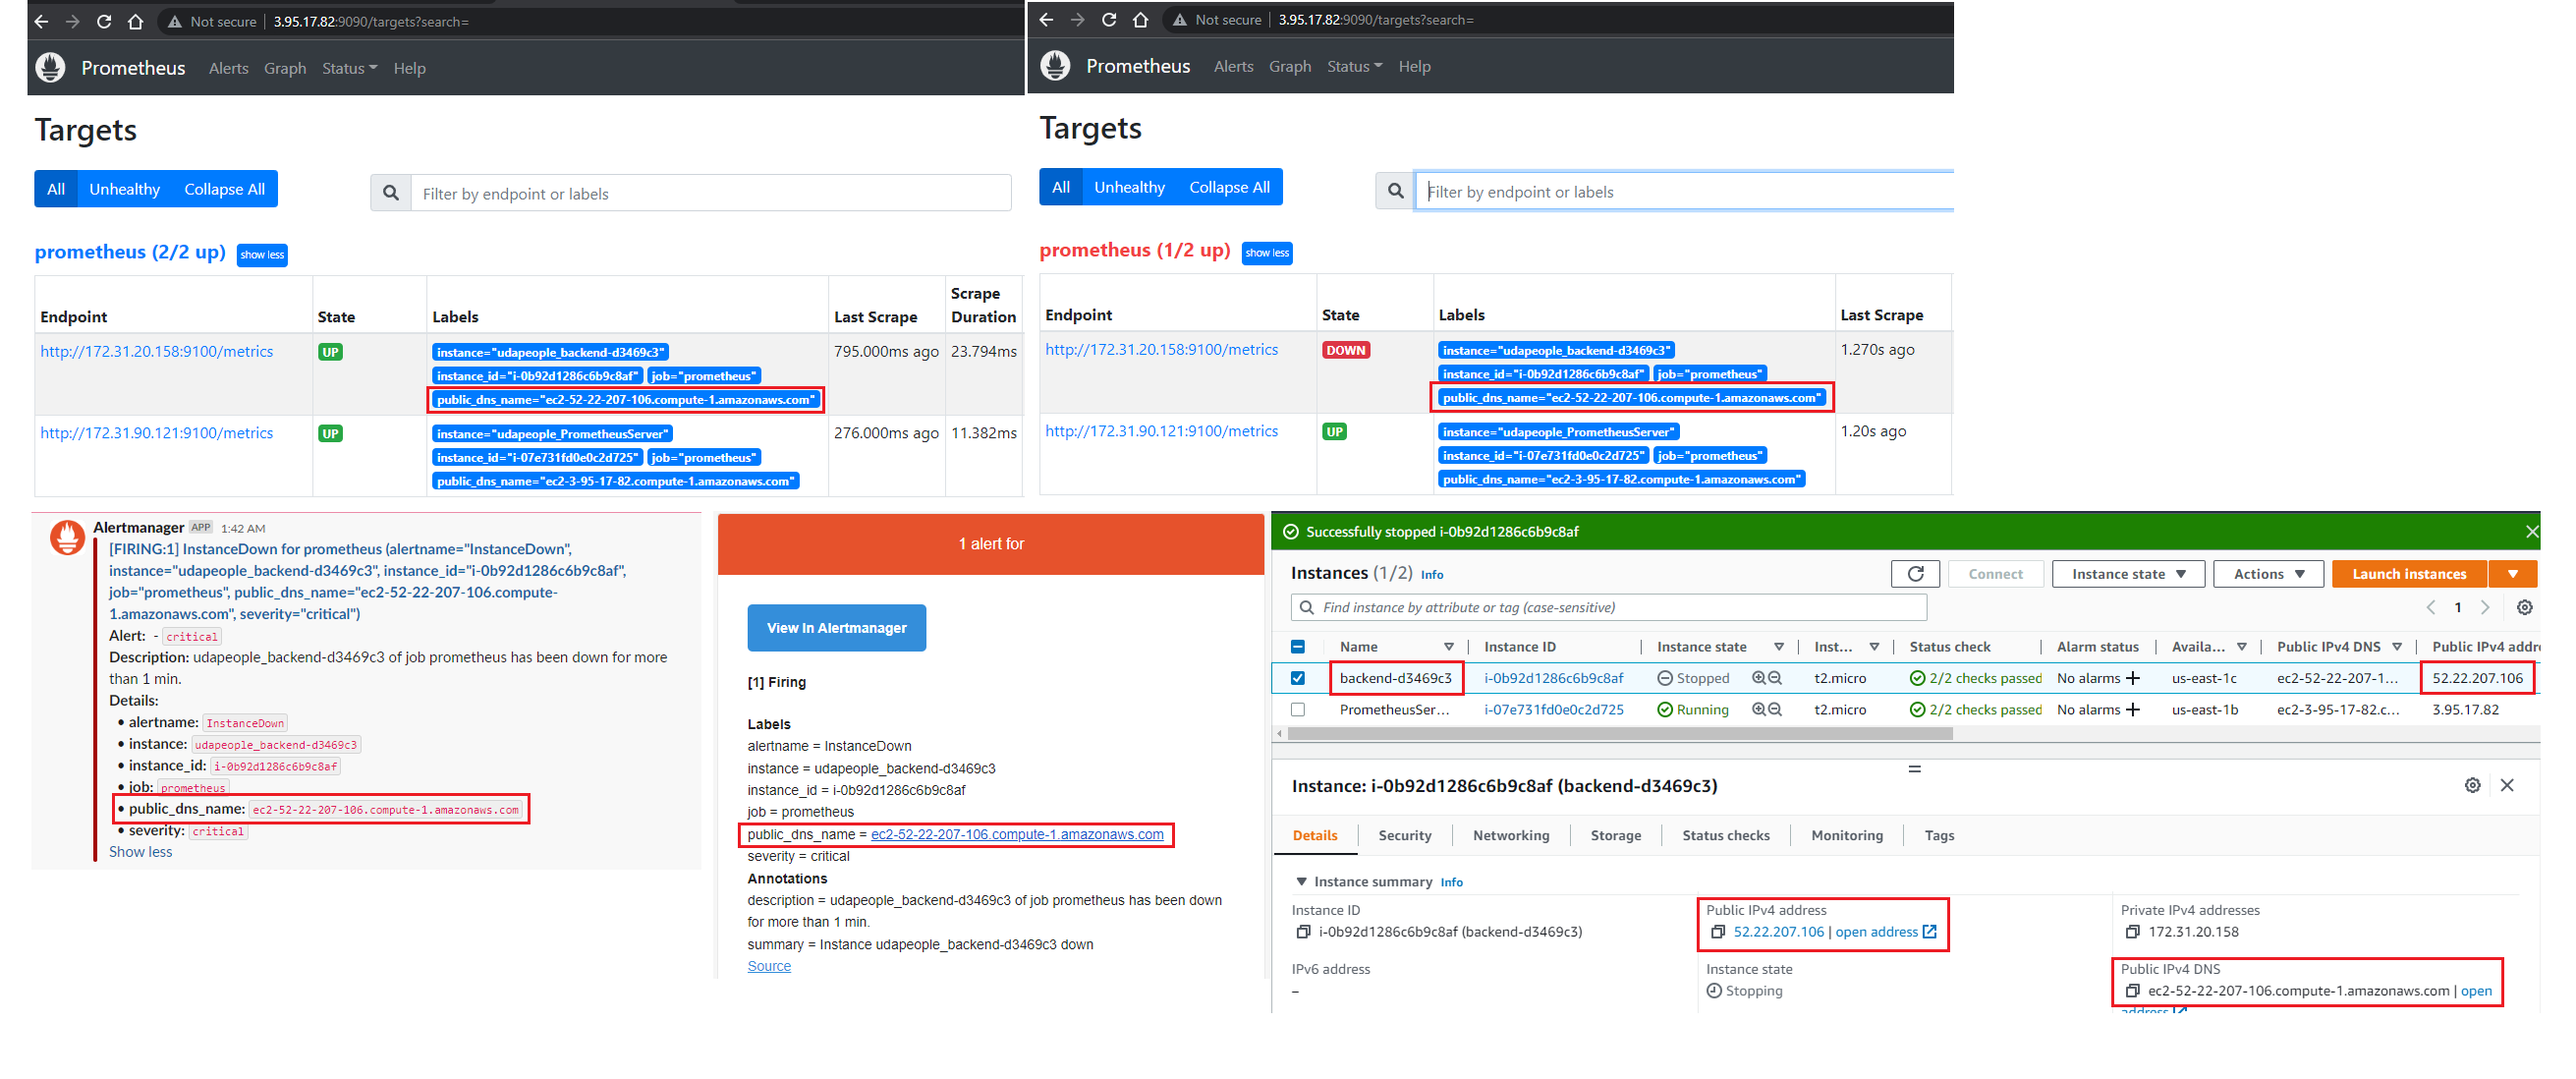 Not secure | 3.95.17.82:9090/targets?search=
Prometheus Alerts Graph Status Help
Targets
All Unhealthy Collapse All
Filter by endpoint or labels
prometheus (2/2 up) show less
Endpoint State Labels Last Scrape Scrape Duration
http://172.31.20.158:9100/metrics UP instance="udapeople_backend-d3469c3" 795.000ms ago 23.794ms
instance_id="i-0b92d1286c6b9c8af" job="prometheus"
public_dns_name="ec2-52-22-207-106.compute-1.amazonaws.com"
http://172.31.90.121:9100/metrics UP instance="udapeople_PrometheusServer" 276.000ms ago 11.382ms
instance_id="i-07e731fd0e0c2d725" job="prometheus"
public_dns_name="ec2-3-95-17-82.compute-1.amazonaws.com"
Not secure | 3.95.17.82:9090/targets?search=
Prometheus Alerts Graph Status Help
Targets
All Unhealthy Collapse All
Filter by endpoint or labels
prometheus (1/2 up) show less
Endpoint State Labels Last Scrape
http://172.31.20.158:9100/metrics DOWN instance="udapeople_backend-d3469c3" 1.270s ago
instance_id="i-0b92d1286c6b9c8af" job="prometheus"
public_dns_name="ec2-52-22-207-106.compute-1.amazonaws.com"
http://172.31.90.121:9100/metrics UP instance="udapeople_PrometheusServer" 1.20s ago
instance_id="i-07e731fd0e0c2d725" job="prometheus"
public_dns_name="ec2-3-95-17-82.compute-1.amazonaws.com"
Alertmanager APP 1:42 AM
[FIRING:1] InstanceDown for prometheus (alertname="InstanceDown",
instance="udapeople_backend-d3469c3", instance_id="i-0b92d1286c6b9c8af",
job="prometheus", public_dns_name="ec2-52-22-207-106.compute-
1.amazonaws.com", severity="critical")
Alert: - critical
Description: udapeople_backend-d3469c3 of job prometheus has been down for more
than 1 min.
Details:
• alertname: InstanceDown
• instance: udapeople_backend-d3469c3
• instance_id: i-0b92d1286c6b9c8af
• job: prometheus
• public_dns_name: ec2-52-22-207-106.compute-1.amazonaws.com
• severity: critical
Show less
1 alert for
View In Alertmanager
[1] Firing
Labels
alertname = InstanceDown
instance = udapeople_backend-d3469c3
instance_id = i-0b92d1286c6b9c8af
job = prometheus
public_dns_name = ec2-52-22-207-106.compute-1.amazonaws.com
severity = critical
Annotations
description = udapeople_backend-d3469c3 of job prometheus has been down
for more than 1 min.
summary = Instance udapeople_backend-d3469c3 down
Source
Successfully stopped i-0b92d1286c6b9c8af
Instances (1/2) Info Connect Instance state Actions Launch instances
Find instance by attribute or tag (case-sensitive) 1
Name Instance ID Instance state Inst... Status check Alarm status Availa... Public IPv4 DNS Public IPv4 addre
backend-d3469c3 i-0b92d1286c6b9c8af Stopped t2.micro 2/2 checks passed No alarms + us-east-1c ec2-52-22-207-1... 52.22.207.106
PrometheusSer... i-07e731fd0e0c2d725 Running t2.micro 2/2 checks passed No alarms + us-east-1b ec2-3-95-17-82.c... 3.95.17.82
Instance: i-0b92d1286c6b9c8af (backend-d3469c3)
Details Security Networking Storage Status checks Monitoring Tags
Instance summary Info
Instance ID Public IPv4 address Private IPv4 addresses
i-0b92d1286c6b9c8af (backend-d3469c3) 52.22.207.106 | open address 172.31.20.158
IPv6 address Instance state Public IPv4 DNS
– Stopping ec2-52-22-207-106.compute-1.amazonaws.com | open
address